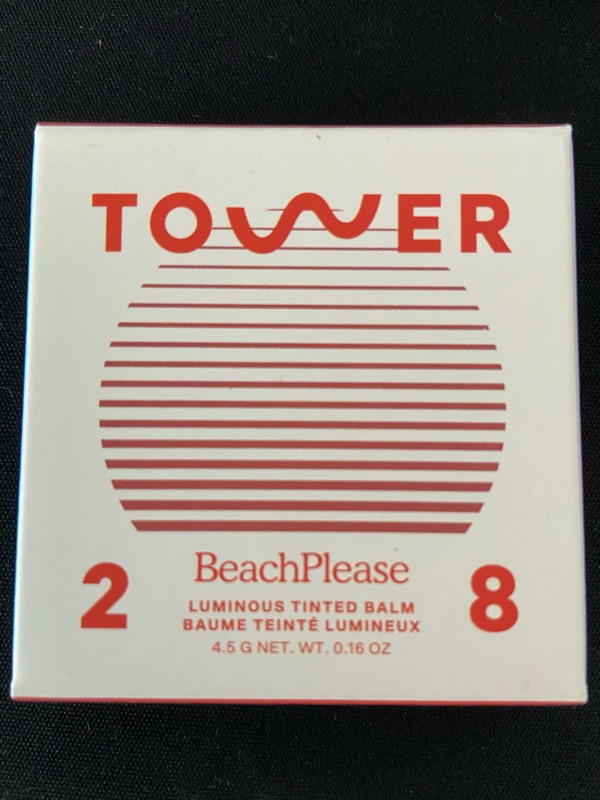 TOWER
BeachPlease
2 8
LUMINOUS TINTED BALM
BAUME TEINTÉ LUMINEUX
4.5 G NET. WT. 0.16 OZ